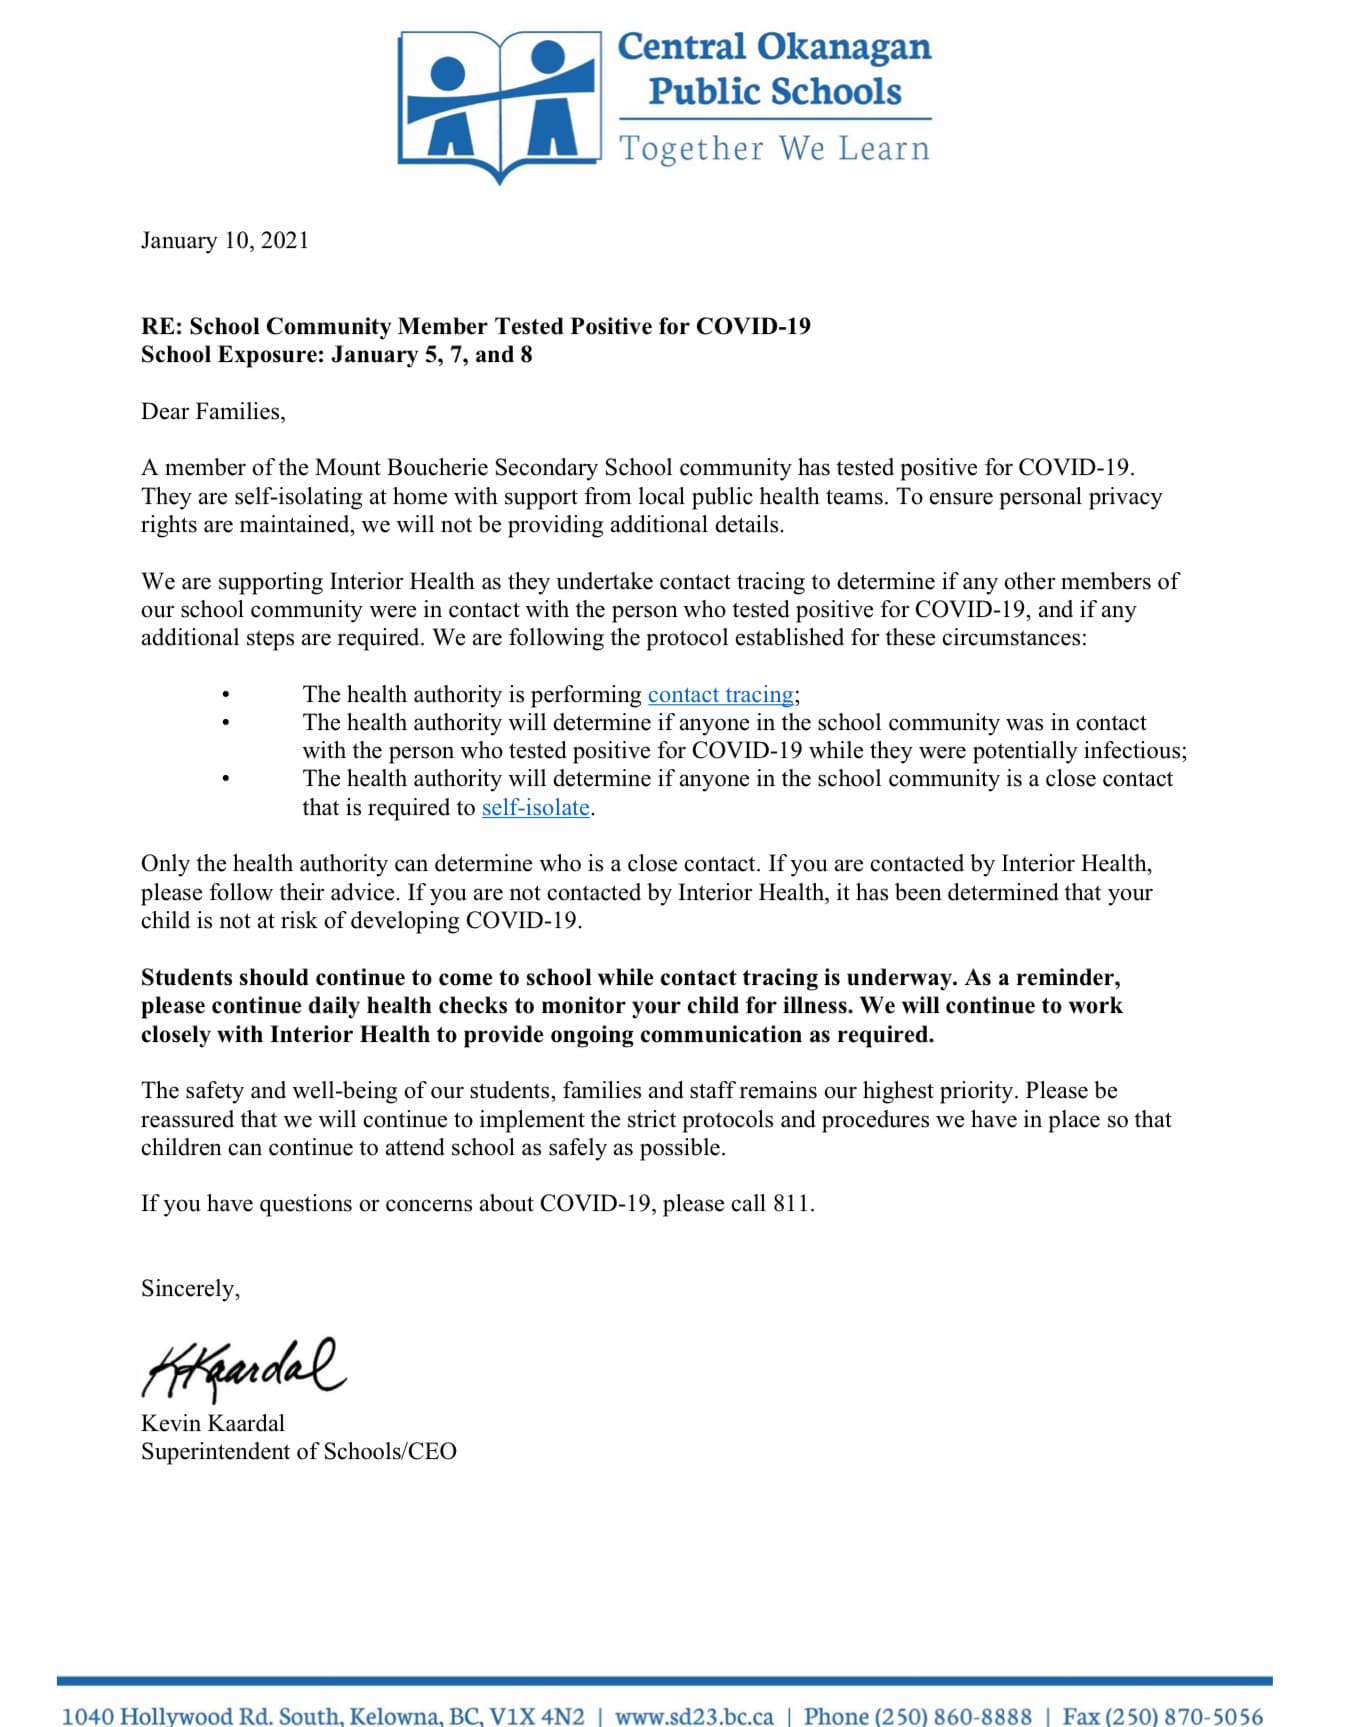 Central Okanagan
Public Schools
Together We Learn
January 10, 2021
RE: School Community Member Tested Positive for COVID-19
School Exposure: January 5, 7, and 8
Dear Families,
A member of the Mount Boucherie Secondary School community has tested positive for COVID-19.
They are self-isolating at home with support from local public health teams. To ensure personal privacy
rights are maintained, we will not be providing additional details.
We are supporting Interior Health as they undertake contact tracing to determine if any other members of
our school community were in contact with the person who tested positive for COVID-19, and if any
additional steps are required. We are following the protocol established for these circumstances:
• The health authority is performing contact tracing;
• The health authority will determine if anyone in the school community was in contact
with the person who tested positive for COVID-19 while they were potentially infectious;
• The health authority will determine if anyone in the school community is a close contact
that is required to self-isolate.
Only the health authority can determine who is a close contact. If you are contacted by Interior Health,
please follow their advice. If you are not contacted by Interior Health, it has been determined that your
child is not at risk of developing COVID-19.
Students should continue to come to school while contact tracing is underway. As a reminder,
please continue daily health checks to monitor your child for illness. We will continue to work
closely with Interior Health to provide ongoing communication as required.
The safety and well-being of our students, families and staff remains our highest priority. Please be
reassured that we will continue to implement the strict protocols and procedures we have in place so that
children can continue to attend school as safely as possible.
If you have questions or concerns about COVID-19, please call 811.
Sincerely,
KKaardal
Kevin Kaardal
Superintendent of Schools/CEO
1040 Hollywood Rd. South, Kelowna, BC, V1X 4N2 | www.sd23.bc.ca | Phone (250) 860-8888 | Fax (250) 870-5056